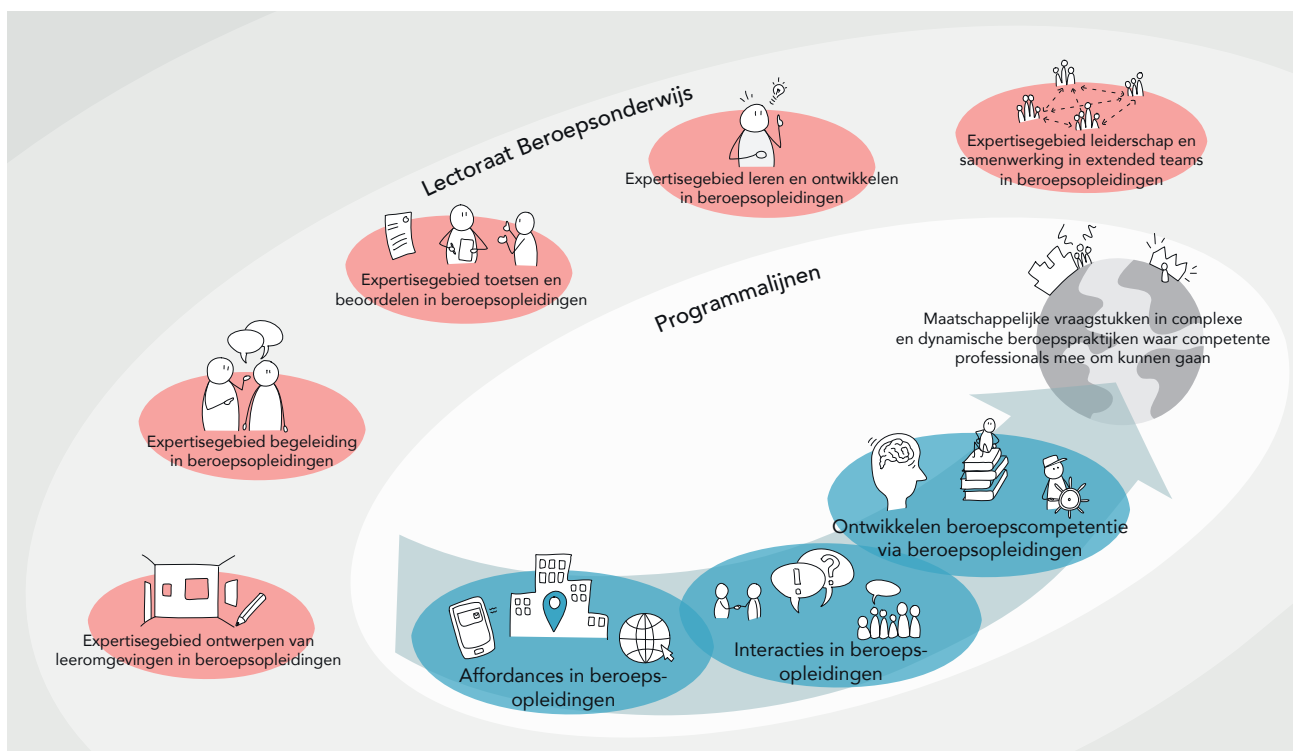 Lectoraat Beroepsonderwijs
Expertisegebied leiderschap en
samenwerking in extended teams
in beroepsopleidingen
Expertisegebied leren en ontwikkelen
in beroepsopleidingen
Expertisegebied toetsen en
beoordelen in beroepsopleidingen
Expertisegebied begeleiding
in beroepsopleidingen
Expertisegebied ontwerpen van
leeromgevingen in beroepsopleidingen
Programmalijnen
Maatschappelijke vraagstukken in complexe
en dynamische beroepspraktijken waar competente
professionals mee om kunnen gaan
Ontwikkelen beroepscompetentie
via beroepsopleidingen
! ?
Interacties in beroeps-
opleidingen
Affordances in beroeps-
opleidingen